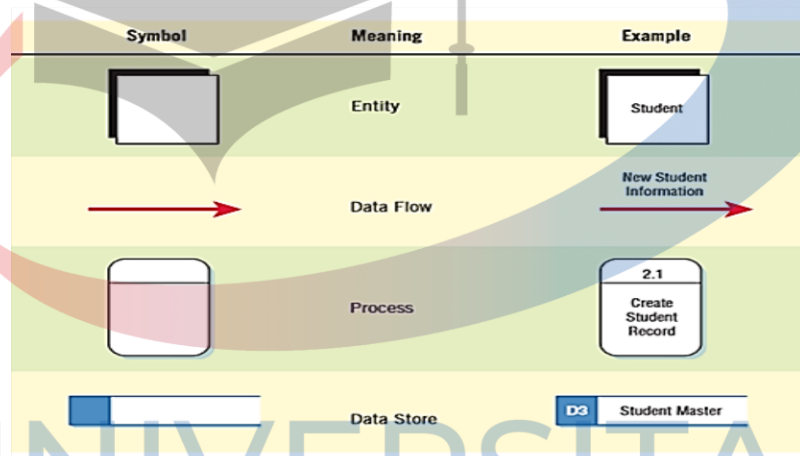 Symbol Meaning Example
Entity Student
New Student
Information
Data Flow
2.1
Process
Create
Student
Record
D3 Student Master
Data Store
NIVERSITA